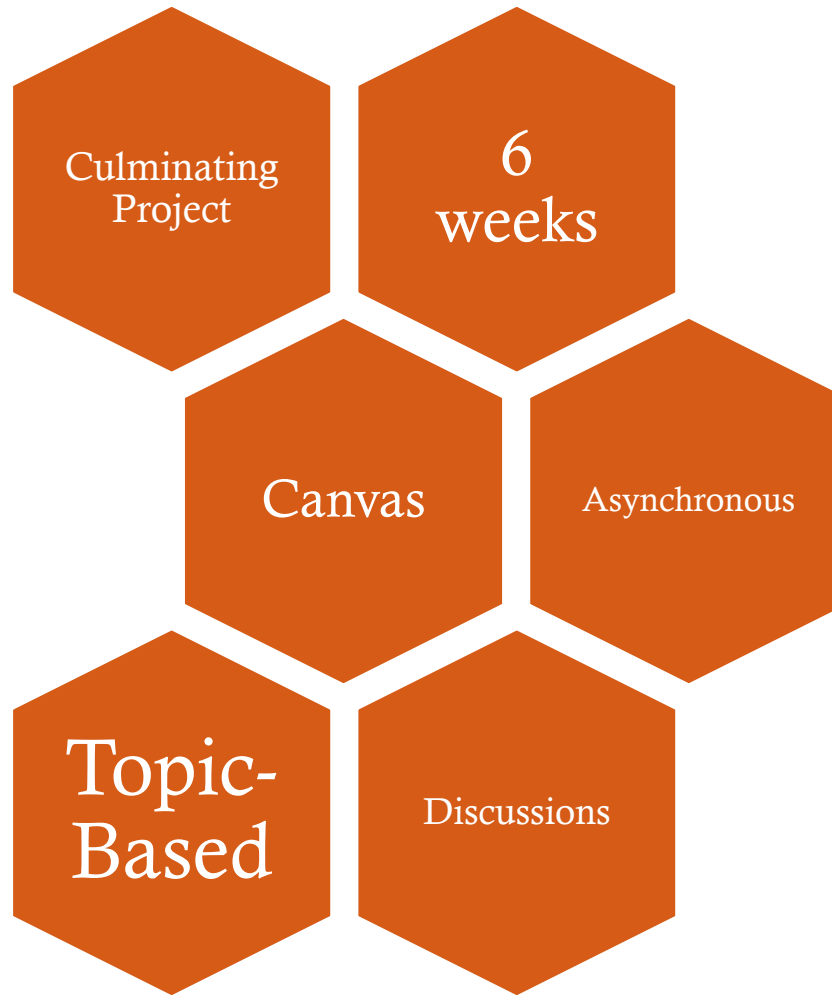 Culminating
Project
6
weeks
Canvas
Asynchronous
Topic-
Based
Discussions